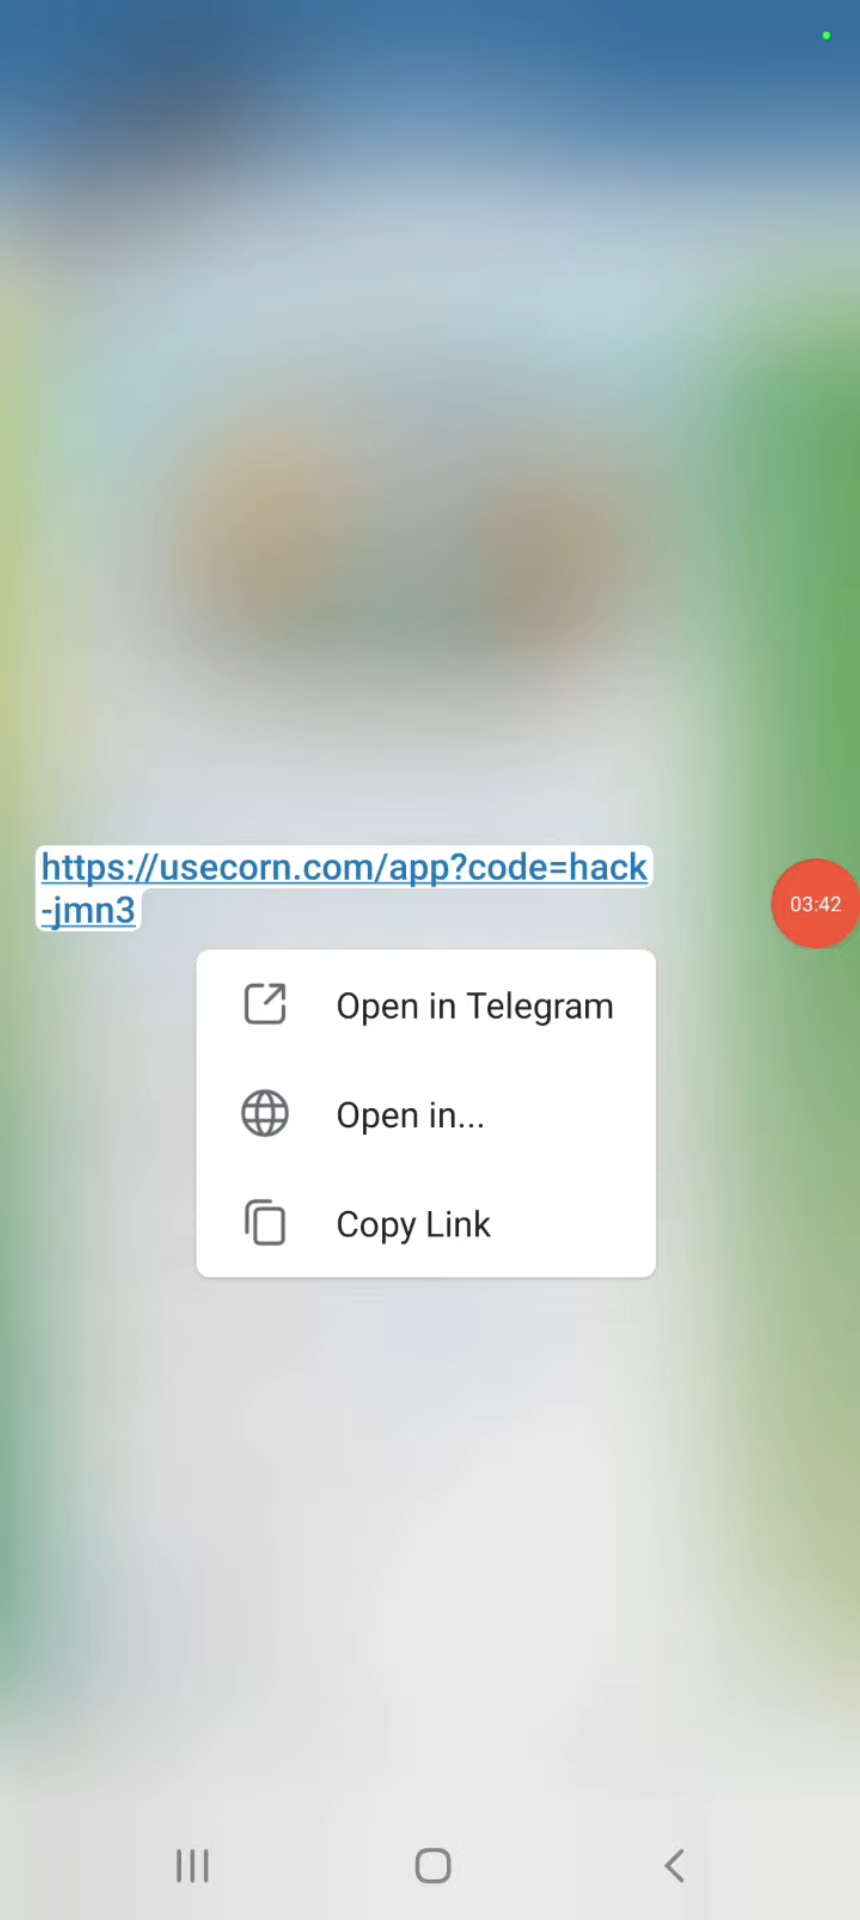 https://usecorn.com/app?code=hack
-jmn3
03:42
Open in Telegram
Open in...
Copy Link